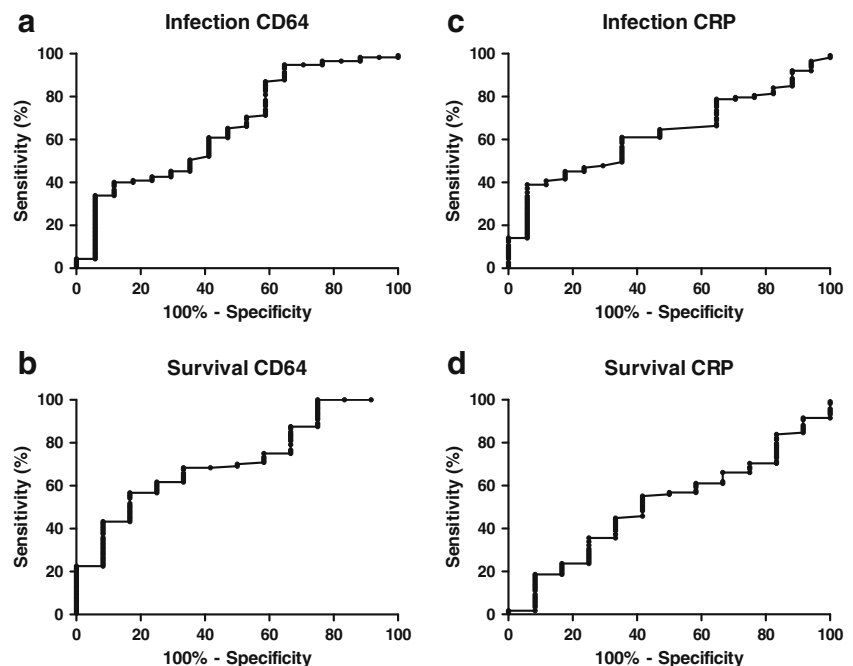 a
Infection CD64
Sensitivity (%)
100
80
60
40
20
0
0 20 40 60 80 100
100% - Specificity
c
Infection CRP
Sensitivity (%)
100
80
60
40
20
0
0 20 40 60 80 100
100% - Specificity
b
Survival CD64
Sensitivity (%)
100
80
60
40
20
0
0 20 40 60 80 100
100% - Specificity
d
Survival CRP
Sensitivity (%)
100
80
60
40
20
0
0 20 40 60 80 100
100% - Specificity